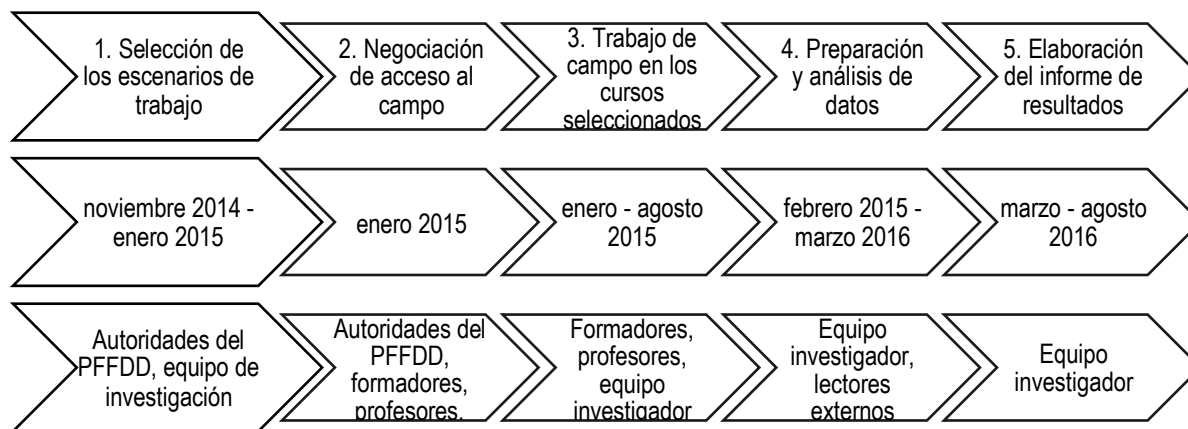 1. Selección de
los escenarios de
trabajo
2. Negociación
de acceso al
campo
3. Trabajo de
campo en los
cursos
seleccionados
4. Preparación
y análisis de
datos
5. Elaboración
del informe de
resultados
noviembre 2014 -
enero 2015
enero 2015
enero - agosto
2015
febrero 2015 -
marzo 2016
marzo - agosto
2016
Autoridades del
PFFDD, equipo de
investigación
Autoridades del
PFFDD,
formadores,
profesores,
Formadores,
profesores,
equipo
investigador
Equipo
investigador,
lectores
externos
Equipo
investigador